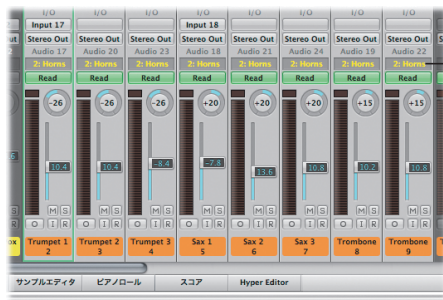 I/O I/O I/O I/O I/O I/O I/O I/O
Input 17 Input 18
Stereo Out Stereo Out Stereo Out Stereo Out Stereo Out Stereo Out Stereo Out Stereo Out
Audio 17 Audio 20 Audio 23 Audio 18 Audio 21 Audio 24 Audio 19 Audio 22
2: Horns 2: Horns 2: Horns 2: Horns 2: Horns 2: Horns 2: Horns 2: Horns
Read Read Read Read Read Read Read Read
-26 -26 -26 +20 +20 +20 +15 +15
10.4 10.4 -8.4 -7.8 13.6 10.8 10.2 10.8
M S M S M S M S M S M S M S M S
R O I R O I R O I R O I R O I R O I R O I R O I R
Trumpet 1 Trumpet 2 Trumpet 3 Sax 1 Sax 2 Sax 3 Trombone Trombone
2 3 4 5 6 7 8 9
サンプルエディタ ピアノロール スコア Hyper Editor